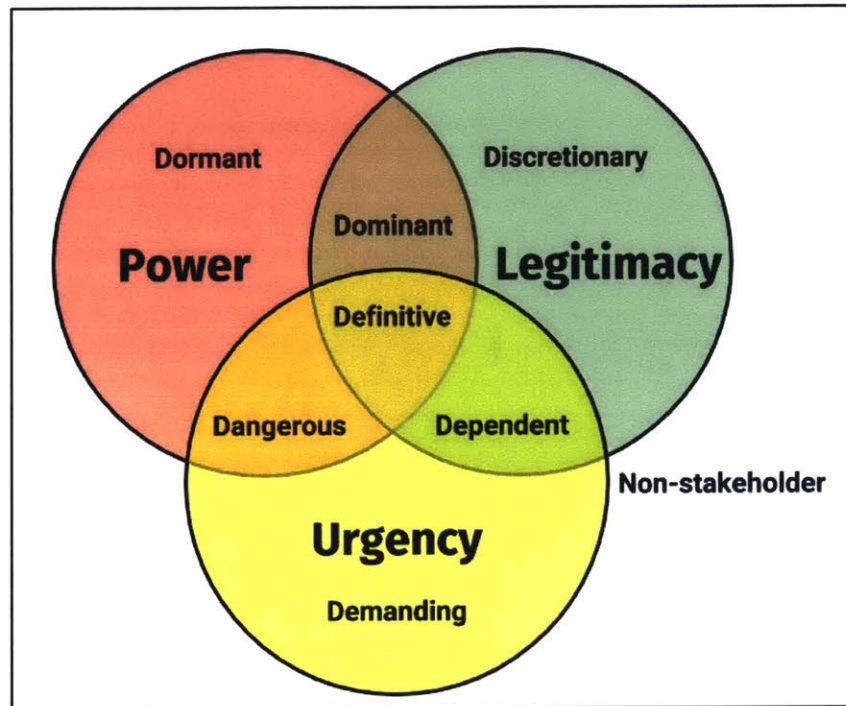 Dormant
Discretionary
Dominant
Power
Legitimacy
Definitive
Dangerous
Dependent
Non-stakeholder
Urgency
Demanding